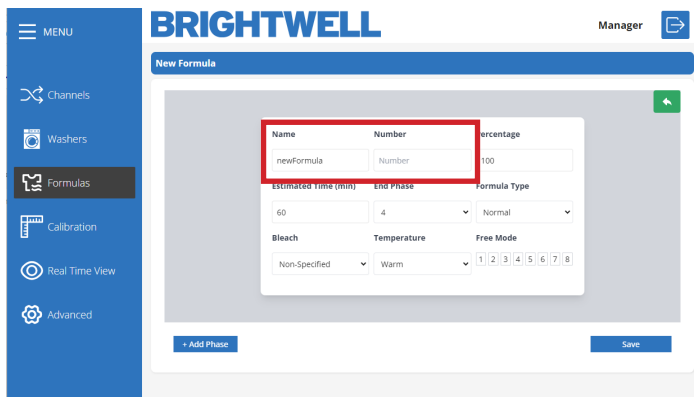 MENU
BRIGHTWELL
Manager
New Formula
Channels
Washers
Formulas
Calibration
Real Time View
Advanced
Name Number Percentage
newFormula Number 100
Estimated Time (min) End Phase Formula Type
60 4 Normal
Bleach Temperature Free Mode
Non-Specified Warm 1 2 3 4 5 6 7 8
+ Add Phase Save